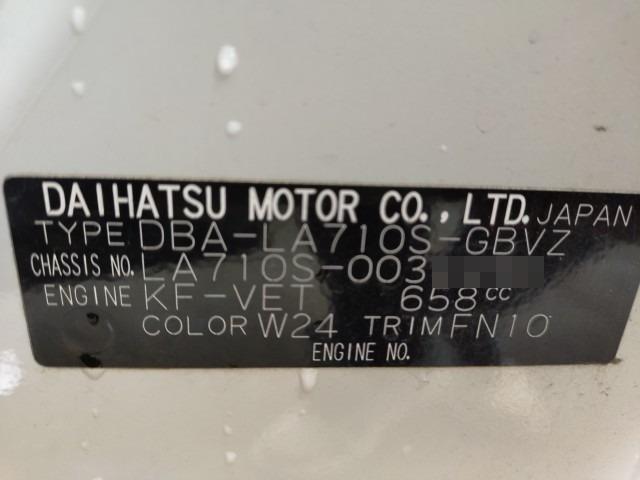 DAIHATSU MOTOR CO., LTD. JAPAN
TYPE DBA-LA710S-GBVZ
CHASSIS NO. LA710S-003
ENGINE KF-VET 658cc
COLOR W24 TRIM FN10
ENGINE NO.